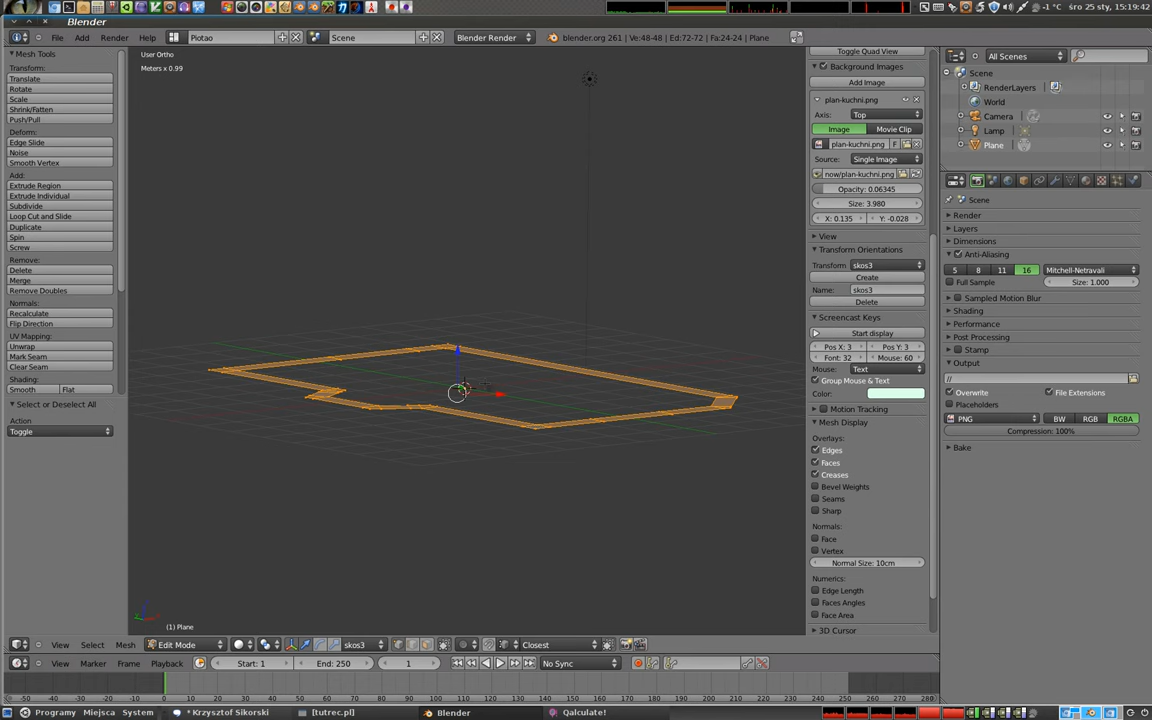 -1 °C śro 25 sty, 15:19:42
Blender
File Add Render Help Piotao Scene Blender Render blender.org 261 | Ve:48-48 | Ed:72-72 | Fa:24-24 | Plane
Mesh Tools
Transform:
Translate
Rotate
Scale
Shrink/Fatten
Push/Pull
Deform:
Edge Slide
Noise
Smooth Vertex
Add:
Extrude Region
Extrude Individual
Subdivide
Loop Cut and Slide
Duplicate
Spin
Screw
Remove:
Delete
Merge
Remove Doubles
Normals:
Recalculate
Flip Direction
UV Mapping:
Unwrap
Mark Seam
Clear Seam
Shading:
Smooth Flat
Select or Deselect All
Action
Toggle
User Ortho
Meters x 0.99
(1) Plane
Toggle Quad View
Background Images
Add Image
plan-kuchni.png
Axis: Top
Image Movie Clip
plan-kuchni.png F
Source: Single Image
now/plan-kuchni.png
Opacity: 0.06345
Size: 3.980
X: 0.135 Y: -0.028
View
Transform Orientations
Transform skos3
Create
Name: skos3
Delete
Screencast Keys
Start display
Pos X: 3 Pos Y: 3
Font: 32 Mouse: 60
Mouse: Text
Group Mouse & Text
Color:
Motion Tracking
Mesh Display
Overlays:
Edges
Faces
Creases
Bevel Weights
Seams
Sharp
Normals:
Face
Vertex
Normal Size: 10cm
Numerics:
Edge Length
Faces Angles
Face Area
3D Cursor
View Search All Scenes
Scene
RenderLayers
World
Camera
Lamp
Plane
Scene
Render
Layers
Dimensions
Anti-Aliasing
5 8 11 16 Mitchell-Netravali
Full Sample Size: 1.000
Sampled Motion Blur
Shading
Performance
Post Processing
Stamp
Output
//
Overwrite File Extensions
Placeholders
PNG BW RGB RGBA
Compression: 100%
Bake
View Select Mesh Edit Mode skos3 Closest
View Marker Frame Playback Start: 1 End: 250 1 No Sync
-50 -40 -30 -20 -10 0 10 20 30 40 50 60 70 80 90 100 110 120 130 140 150 160 170 180 190 200 210 220 230 240 250 260 270 280
Programy Miejsca System * Krzysztof Sikorski [tutrec.pl] Blender Qalculate!